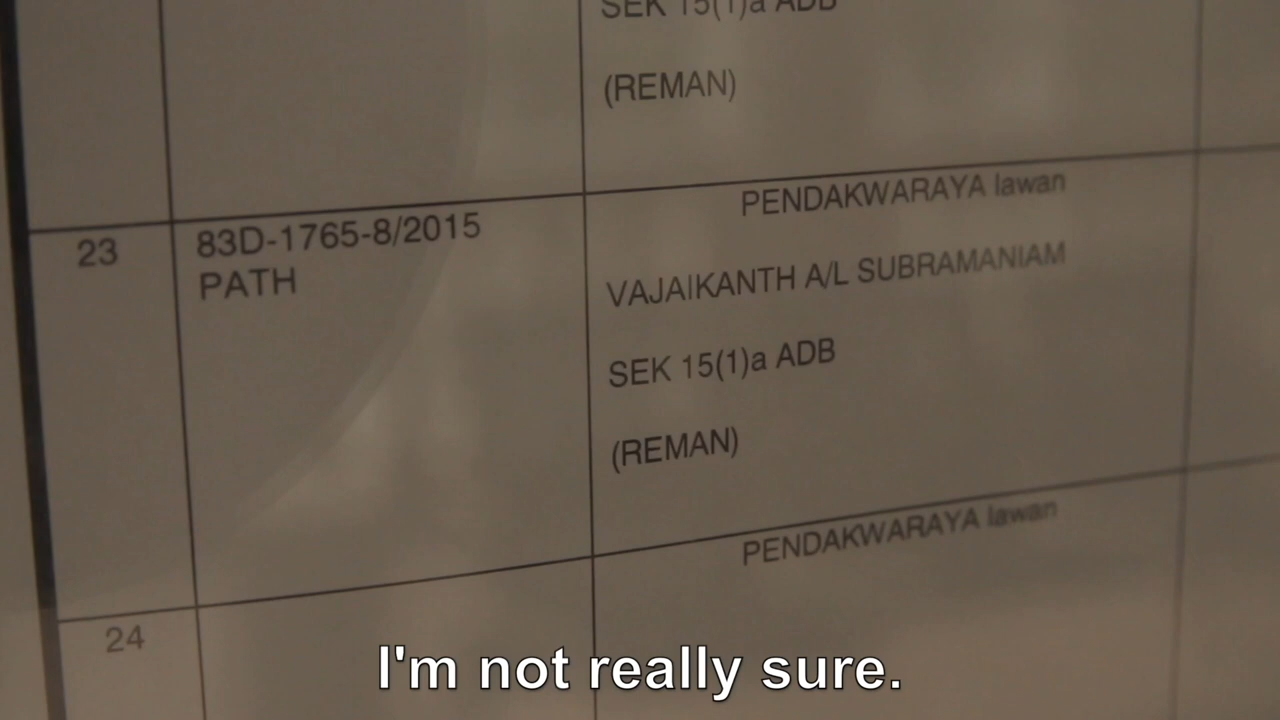 SEK 15(1)a ADB
(REMAN)
23
83D-1765-8/2015
PATH
PENDAKWARAYA lawan
VAJAIKANTH A/L SUBRAMANIAM
SEK 15(1)a ADB
(REMAN)
24
PENDAKWARAYA lawan
I'm not really sure.